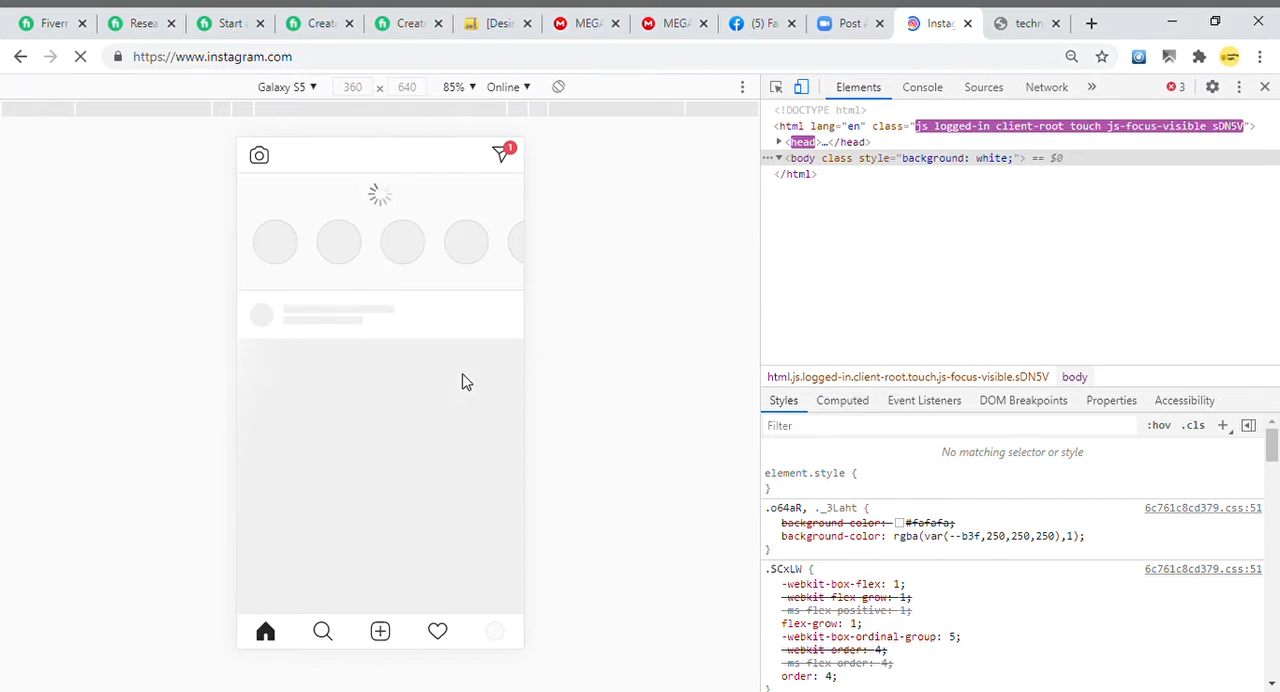 Fiverr
Resea
Start a
Create
Create
[Desir
MEGA
MEGA
(5) Fa
Post A
Insta
techn
https://www.instagram.com
Galaxy S5 ▼ 360 x 640 85% ▼ Online ▼
Elements Console Sources Network » 3
<!DOCTYPE html>
<html lang="en" class="js logged-in client-root touch js-focus-visible sDN5V">
▶<head>…</head>
…▼<body class style="background: white;"> == $0
</html>
1
html.js.logged-in.client-root.touch.js-focus-visible.sDN5V body
Styles Computed Event Listeners DOM Breakpoints Properties Accessibility
Filter :hov .cls +
No matching selector or style
element.style {
}
.o64aR, ._3Laht { 6c761c8cd379.css:51
background-color: #fafafa;
background-color: rgba(var(--b3f,250,250,250),1);
}
.SCxLW { 6c761c8cd379.css:51
-webkit-box-flex: 1;
-webkit-flex-grow: 1;
-ms-flex-positive: 1;
flex-grow: 1;
-webkit-box-ordinal-group: 5;
-webkit-order: 4;
-ms-flex-order: 4;
order: 4;
}